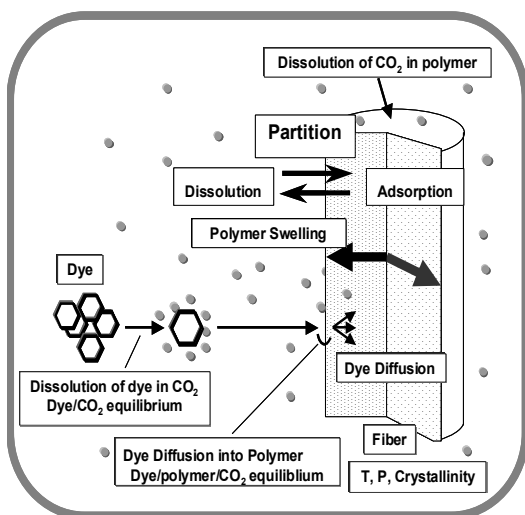 Dissolution of CO2 in polymer
Partition
Dissolution
Adsorption
Polymer Swelling
Dye
Dye Diffusion
Dissolution of dye in CO2
Dye/CO2 equilibrium
Dye Diffusion into Polymer
Dye/polymer/CO2 equiliblium
Fiber
T, P, Crystallinity